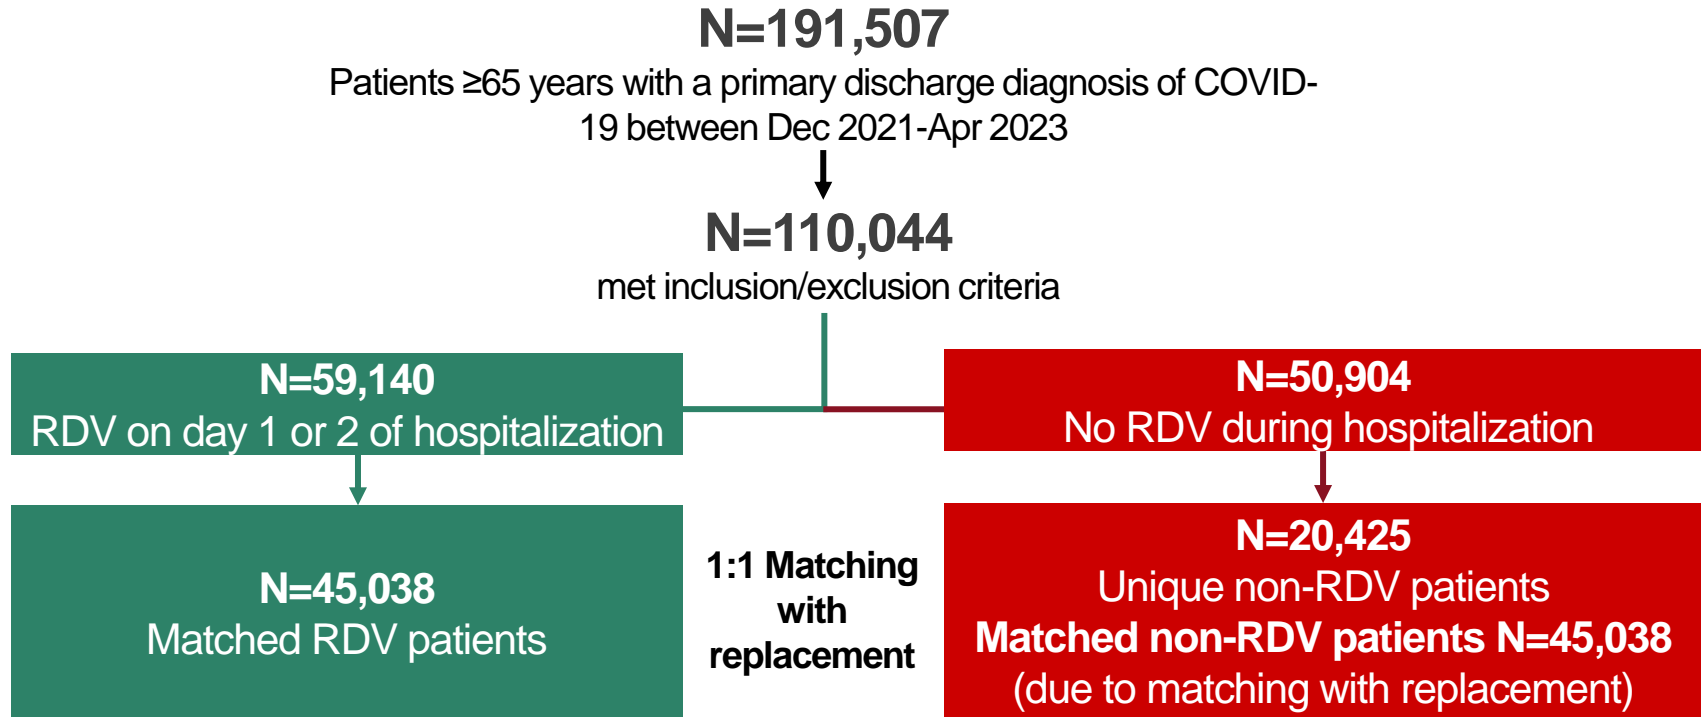 N=191,507
Patients ≥65 years with a primary discharge diagnosis of COVID-
19 between Dec 2021-Apr 2023
N=110,044
met inclusion/exclusion criteria
N=59,140
RDV on day 1 or 2 of hospitalization
N=50,904
No RDV during hospitalization
N=45,038
Matched RDV patients
1:1 Matching
with
replacement
N=20,425
Unique non-RDV patients
Matched non-RDV patients N=45,038
(due to matching with replacement)